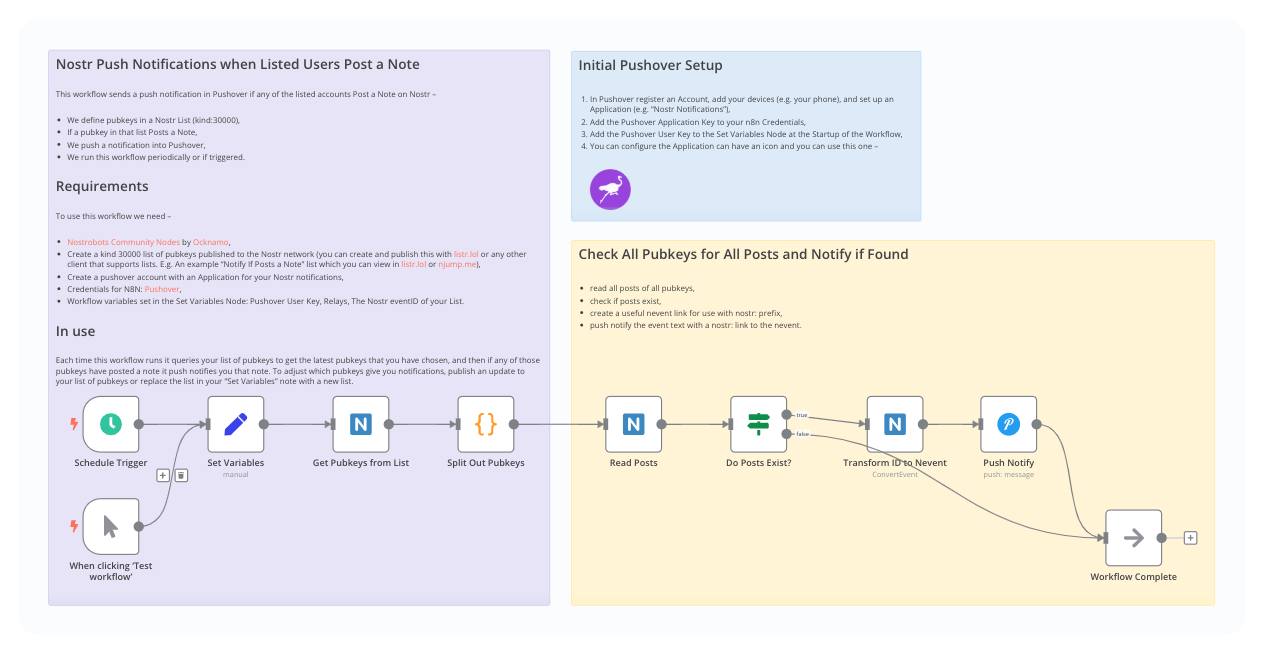 Nostr Push Notifications when Listed Users Post a Note
This workflow sends a push notification in Pushover if any of the listed accounts Post a Note on Nostr –
We define pubkeys in a Nostr List (kind:30000),
If a pubkey in that list Posts a Note,
We push a notification into Pushover,
We run this workflow periodically or if triggered.
Requirements
To use this workflow we need –
Nostrobots Community Nodes by Ocknamo,
Create a kind 30000 list of pubkeys published to the Nostr network (you can create and publish this with listr.lol or any other
client that supports lists. E.g. An example “Notify If Posts a Note” list which you can view in listr.lol or njump.me),
Create a pushover account with an Application for your Nostr notifications,
Credentials for N8N: Pushover,
Workflow variables set in the Set Variables Node: Pushover User Key, Relays, The Nostr eventID of your List.
In use
Each time this workflow runs it queries your list of pubkeys to get the latest pubkeys that you have chosen, and then if any of those
pubkeys have posted a note it push notifies you that note. To adjust which pubkeys give you notifications, publish an update to
your list of pubkeys or replace the list in your “Set Variables” note with a new list.
Initial Pushover Setup
1. In Pushover register an Account, add your devices (e.g. your phone), and set up an
Application (e.g. “Nostr Notifications”),
2. Add the Pushover Application Key to your n8n Credentials,
3. Add the Pushover User Key to the Set Variables Node at the Startup of the Workflow,
4. You can configure the Application can have an icon and you can use this one –
Check All Pubkeys for All Posts and Notify if Found
read all posts of all pubkeys,
check if posts exist,
create a useful nevent link for use with nostr: prefix,
push notify the event text with a nostr: link to the nevent.
Schedule Trigger
Set Variables
manual
Get Pubkeys from List
Split Out Pubkeys
Read Posts
true
false
Do Posts Exist?
Transform ID to Nevent
ConvertEvent
Push Notify
push: message
When clicking ‘Test
workflow’
Workflow Complete